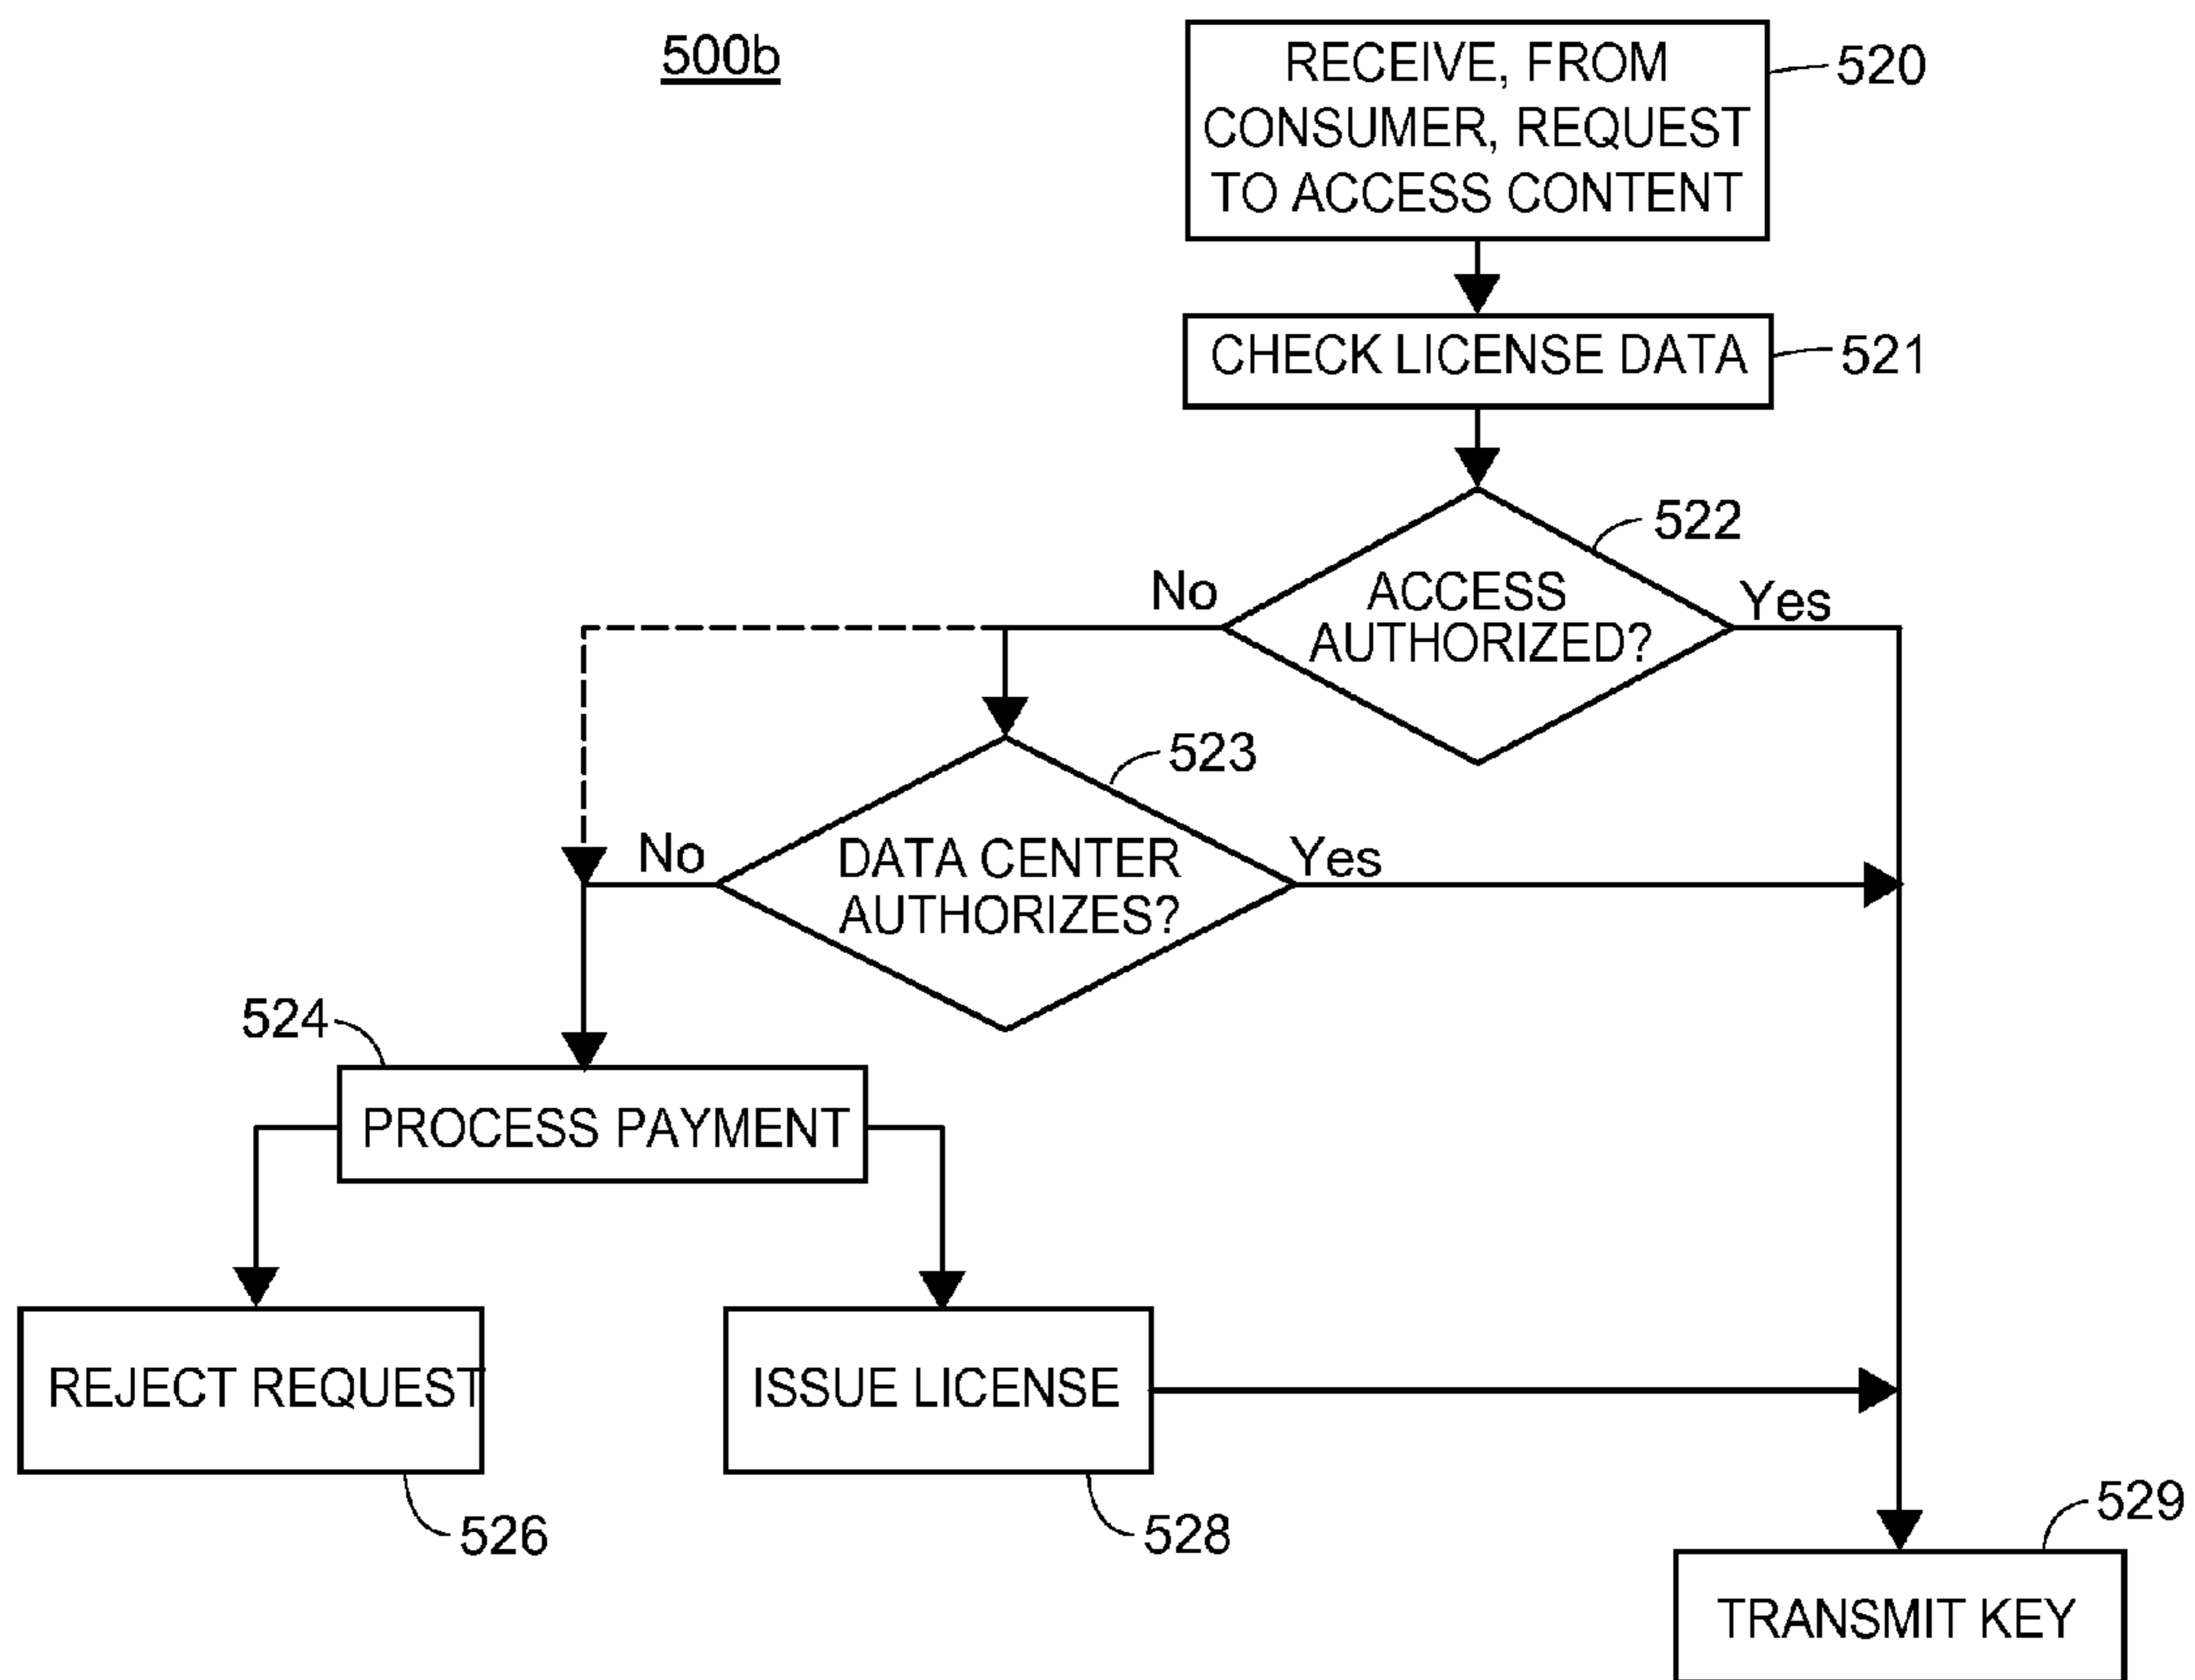 500b
RECEIVE, FROM
CONSUMER, REQUEST
TO ACCESS CONTENT
520
CHECK LICENSE DATA
521
522
No
ACCESS
AUTHORIZED?
Yes
523
No
DATA CENTER
AUTHORIZES?
Yes
524
PROCESS PAYMENT
REJECT REQUEST
ISSUE LICENSE
526
528
529
TRANSMIT KEY